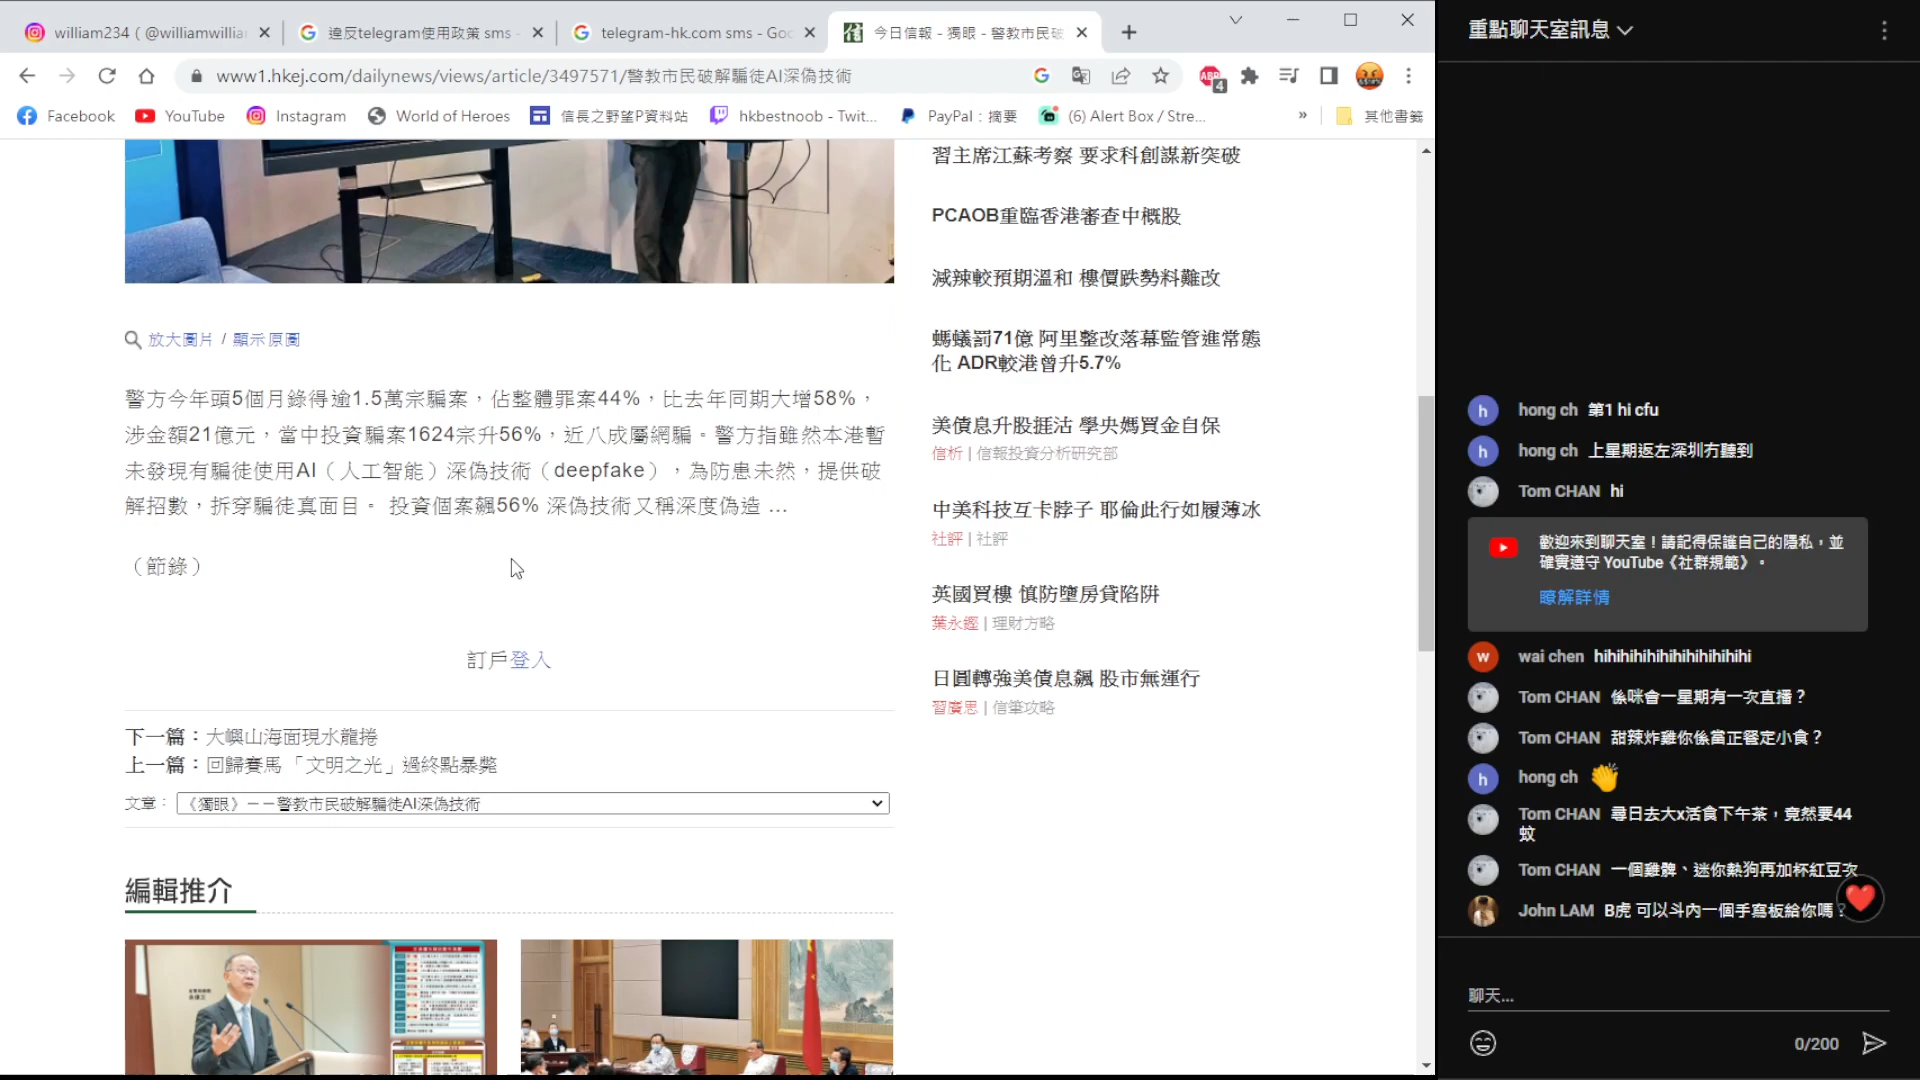 william234 ( @williamwillia
違反telegram使用政策 sms -
telegram-hk.com sms - Goo
今日信報 - 獨眼 - 警教市民破
www1.hkej.com/dailynews/views/article/3497571/警教市民破解騙徒AI深偽技術
ABP
4
Facebook
YouTube
Instagram
World of Heroes
信長之野望P資料站
hkbestnoob - Twit...
PayPal：摘要
(6) Alert Box / Stre...
»
其他書籤
放大圖片 / 顯示原圖
警方今年頭5個月錄得逾1.5萬宗騙案，佔整體罪案44%，比去年同期大增58%，
涉金額21億元，當中投資騙案1624宗升56%，近八成屬網騙。警方指雖然本港暫
未發現有騙徒使用AI（人工智能）深偽技術（deepfake），為防患未然，提供破
解招數，拆穿騙徒真面目。 投資個案飆56% 深偽技術又稱深度偽造 ...
（節錄）
訂戶登入
下一篇：大嶼山海面現水龍捲
上一篇：回歸賽馬「文明之光」過終點暴斃
文章：
《獨眼》－－警教市民破解騙徒AI深偽技術
編輯推介
習主席江蘇考察 要求科創謀新突破
PCAOB重臨香港審查中概股
減辣較預期溫和 樓價跌勢料難改
螞蟻罰71億 阿里整改落幕監管進常態
化 ADR較港曾升5.7%
美債息升股捱沽 學央媽買金自保
信析 | 信報投資分析研究部
中美科技互卡脖子 耶倫此行如履薄冰
社評 | 社評
英國買樓 慎防墮房貸陷阱
葉永鏗 | 理財方略
日圓轉強美債息飆 股市無運行
習廣思 | 信筆攻略
重點聊天室訊息
hong ch 第1 hi cfu
hong ch 上星期返左深圳冇聽到
Tom CHAN hi
歡迎來到聊天室！請記得保護自己的隱私，並
確實遵守 YouTube《社群規範》。
瞭解詳情
wai chen hihihihihihihihihihihi
Tom CHAN 係咪會一星期有一次直播？
Tom CHAN 甜辣炸雞你係當正餐定小食？
hong ch
Tom CHAN 尋日去大x活食下午茶，竟然要44
蚊
Tom CHAN 一個雞髀、迷你熱狗再加杯紅豆冰
John LAM B虎 可以斗內一個手寫板給你嗎？
聊天...
0/200